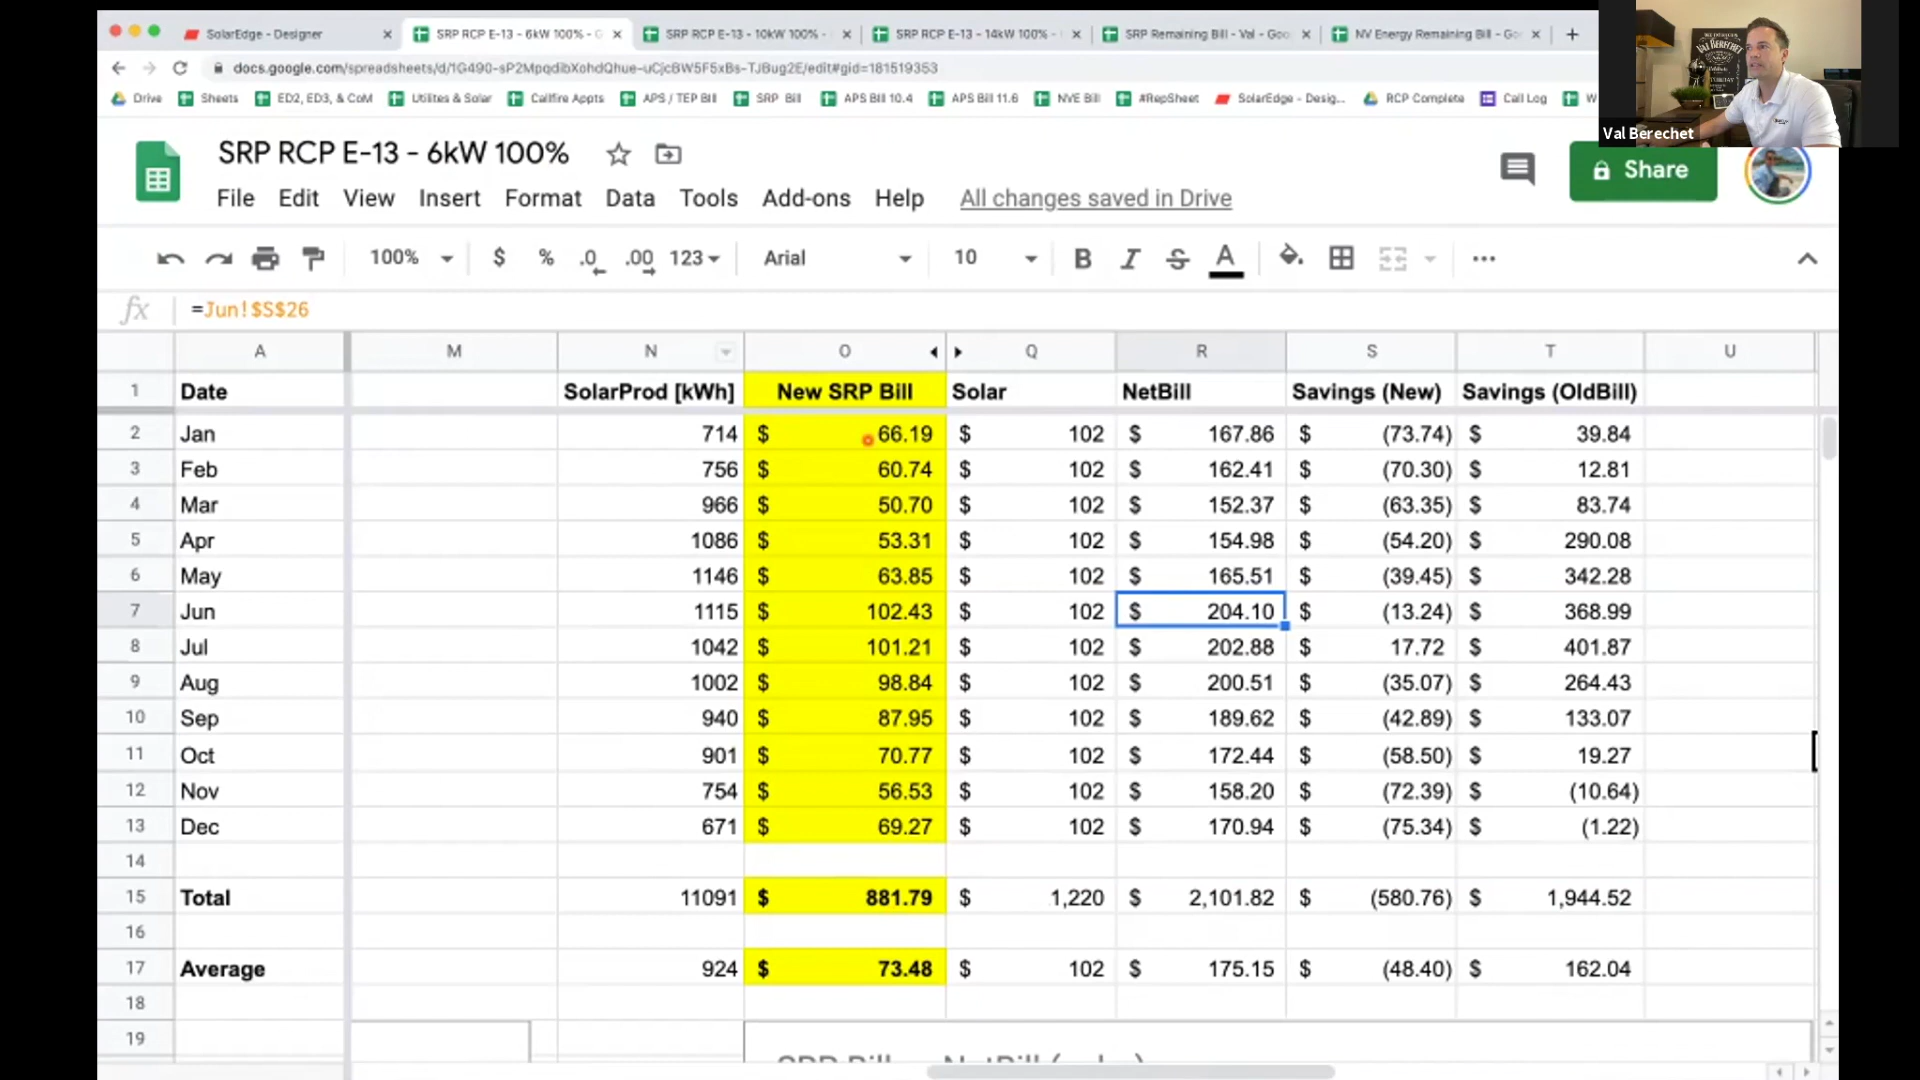 SolarEdge - Designer
SRP RCP E-13 - 6kW 100% - G
SRP RCP E-13 - 10kW 100% -
SRP RCP E-13 - 14kW 100% -
SRP Remaining Bill - Val - Goo
NV Energy Remaining Bill - Go
docs.google.com/spreadsheets/d/1G490-sP2MpqdibXohdQhue-uCjcBW5F5xBs-TJBug2E/edit#gid=181519353
Drive Sheets ED2, ED3, & CoM Utilites & Solar Callfire Appts APS / TEP Bill SRP Bill APS Bill 10.4 APS Bill 11.6 NVE Bill #RepSheet SolarEdge - Desig... RCP Complete Call Log W
VAL BERECHET
Val Berechet
SRP RCP E-13 - 6kW 100%
Share
File Edit View Insert Format Data Tools Add-ons Help All changes saved in Drive
100% $ % .0 .00 123 Arial 10 B I S A
fx =Jun!$S$26
A M N O Q R S T U
1 Date SolarProd [kWh] New SRP Bill Solar NetBill Savings (New) Savings (OldBill)
2 Jan 714 $ 66.19 $ 102 $ 167.86 $ (73.74) $ 39.84
3 Feb 756 $ 60.74 $ 102 $ 162.41 $ (70.30) $ 12.81
4 Mar 966 $ 50.70 $ 102 $ 152.37 $ (63.35) $ 83.74
5 Apr 1086 $ 53.31 $ 102 $ 154.98 $ (54.20) $ 290.08
6 May 1146 $ 63.85 $ 102 $ 165.51 $ (39.45) $ 342.28
7 Jun 1115 $ 102.43 $ 102 $ 204.10 $ (13.24) $ 368.99
8 Jul 1042 $ 101.21 $ 102 $ 202.88 $ 17.72 $ 401.87
9 Aug 1002 $ 98.84 $ 102 $ 200.51 $ (35.07) $ 264.43
10 Sep 940 $ 87.95 $ 102 $ 189.62 $ (42.89) $ 133.07
11 Oct 901 $ 70.77 $ 102 $ 172.44 $ (58.50) $ 19.27
12 Nov 754 $ 56.53 $ 102 $ 158.20 $ (72.39) $ (10.64)
13 Dec 671 $ 69.27 $ 102 $ 170.94 $ (75.34) $ (1.22)
14
15 Total 11091 $ 881.79 $ 1,220 $ 2,101.82 $ (580.76) $ 1,944.52
16
17 Average 924 $ 73.48 $ 102 $ 175.15 $ (48.40) $ 162.04
18
19